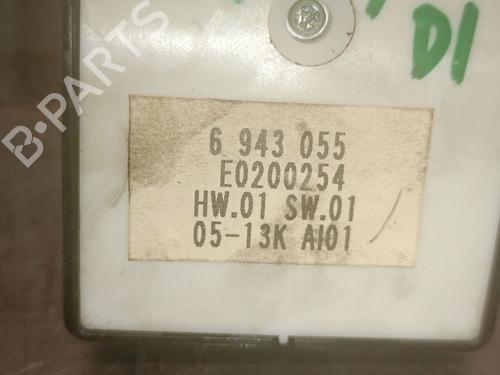 B-PARTS
DI
6 943 055
E0200254
HW.01 SW.01
05-13K AI01